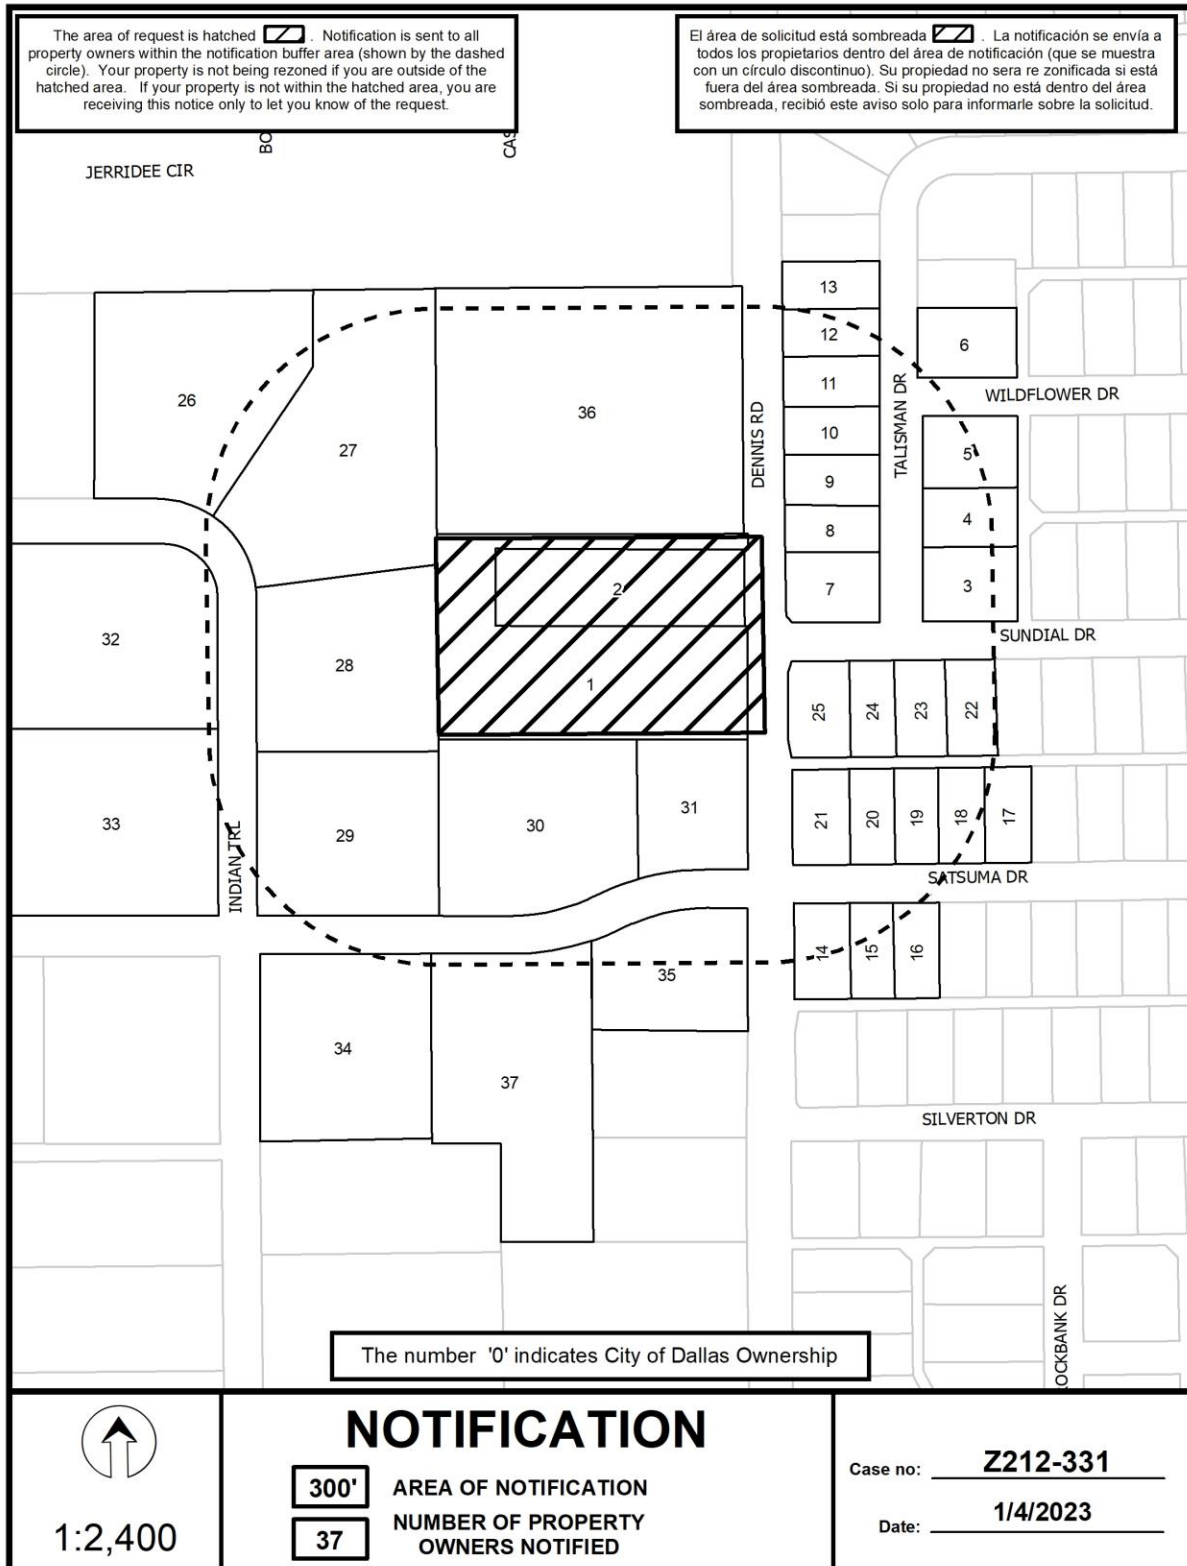 The area of request is hatched . Notification is sent to all
property owners within the notification buffer area (shown by the dashed
circle). Your property is not being rezoned if you are outside of the
hatched area. If your property is not within the hatched area, you are
receiving this notice only to let you know of the request.
El área de solicitud está sombreada . La notificación se envía a
todos los propietarios dentro del área de notificación (que se muestra
con un círculo discontinuo). Su propiedad no sera re zonificada si está
fuera del área sombreada. Si su propiedad no está dentro del área
sombreada, recibió este aviso solo para informarle sobre la solicitud.
BO
CAS
JERRIDEE CIR
13
12
6
11
26
36
TALISMAN DR
WILDFLOWER DR
DENNIS RD
10
27
5
9
4
8
2
7
3
32
SUNDIAL DR
28
1
25
24
23
22
33
29
30
31
21
20
19
18
17
INDIAN TRL
SATSUMA DR
14
15
16
35
34
37
SILVERTON DR
OCKBANK DR
The number '0' indicates City of Dallas Ownership
1:2,400
NOTIFICATION
300' AREA OF NOTIFICATION
37 NUMBER OF PROPERTY
OWNERS NOTIFIED
Case no: Z212-331
Date: 1/4/2023